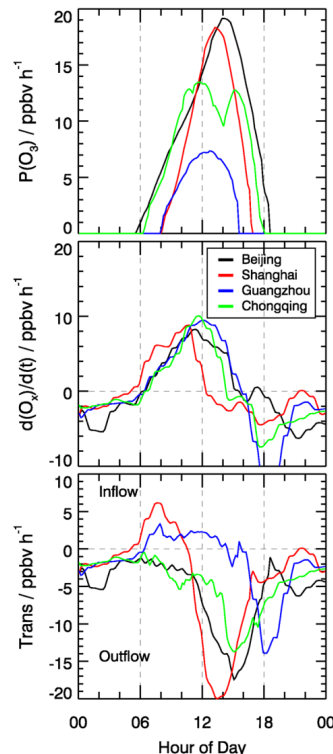 20
15
10
5
0
P(O₃) / ppbv h⁻¹
20
10
0
-10
d(Oₓ)/d(t) / ppbv h⁻¹
Beijing
Shanghai
Guangzhou
Chongqing
10
5
0
-5
-10
-15
-20
Trans / ppbv h⁻¹
Inflow
Outflow
00 06 12 18 00
Hour of Day